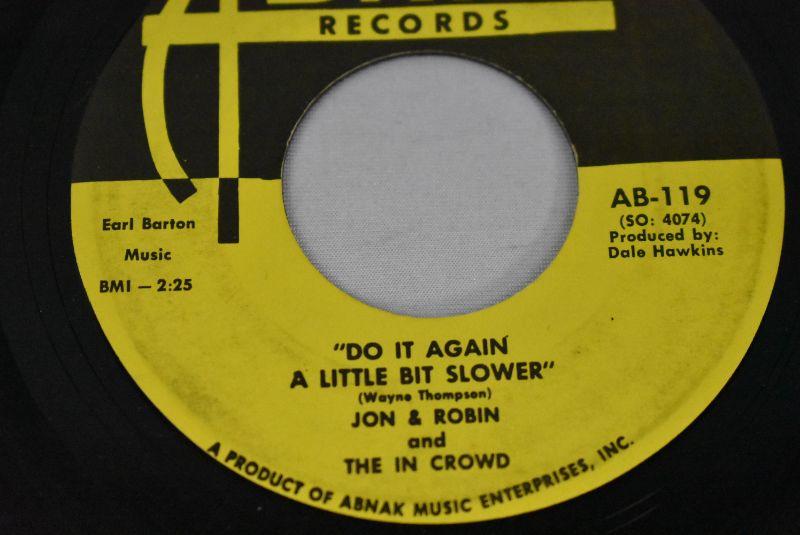 RECORDS
Earl Barton
Music
BMI — 2:25
AB-119
(SO: 4074)
Produced by:
Dale Hawkins
"DO IT AGAIN
A LITTLE BIT SLOWER"
(Wayne Thompson)
JON & ROBIN
and
THE IN CROWD
A PRODUCT OF ABNAK MUSIC ENTERPRISES, INC.